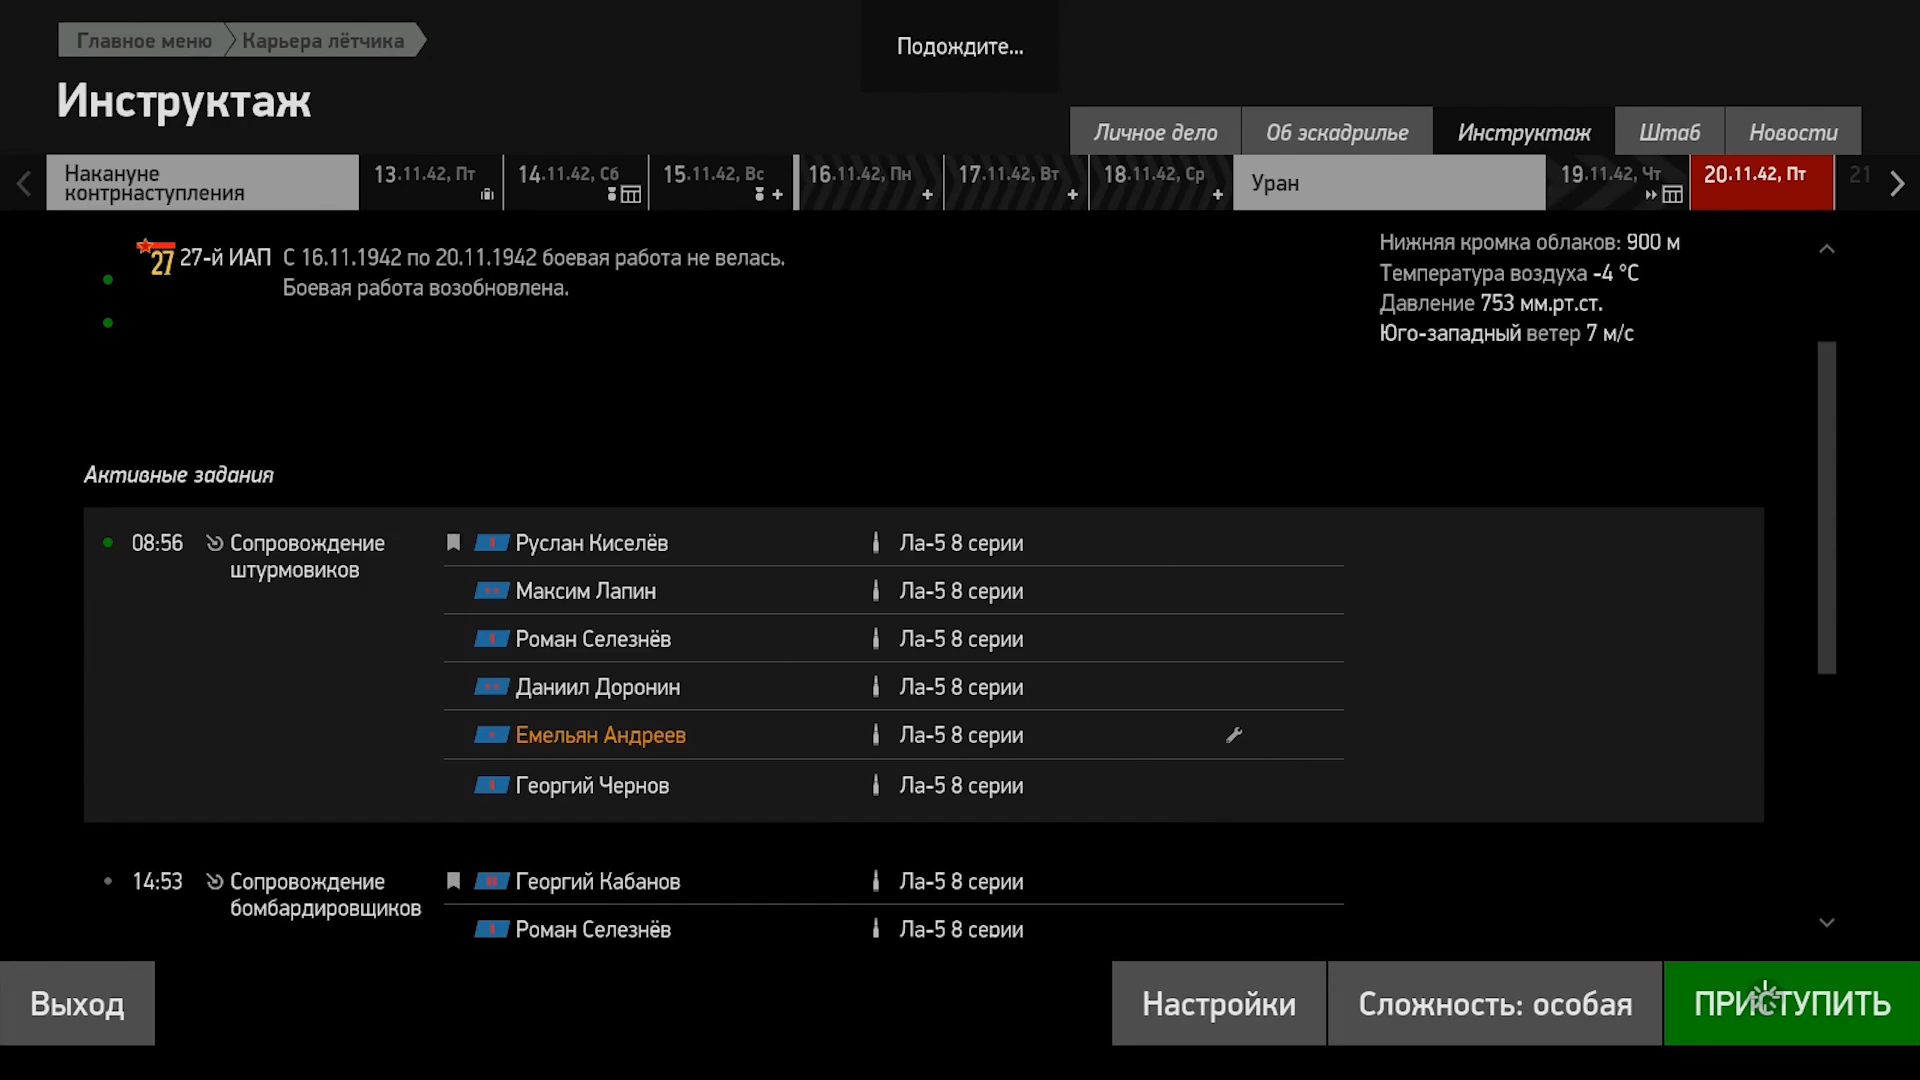 Главное меню
Карьера лётчика
Подождите...
Инструктаж
Личное дело
Об эскадрилье
Инструктаж
Штаб
Новости
Накануне
контрнаступления
13.11.42, Пт
14.11.42, Сб
15.11.42, Вс
16.11.42, Пн
17.11.42, Вт
18.11.42, Ср
Уран
19.11.42, Чт
20.11.42, Пт
21
27 27-й ИАП С 16.11.1942 по 20.11.1942 боевая работа не велась.
Боевая работа возобновлена.
Нижняя кромка облаков: 900 м
Температура воздуха -4 °C
Давление 753 мм.рт.ст.
Юго-западный ветер 7 м/с
Активные задания
08:56 Сопровождение
штурмовиков
Руслан Киселёв Ла-5 8 серии
Максим Лапин Ла-5 8 серии
Роман Селезнёв Ла-5 8 серии
Даниил Доронин Ла-5 8 серии
Емельян Андреев Ла-5 8 серии
Георгий Чернов Ла-5 8 серии
14:53 Сопровождение
бомбардировщиков
Георгий Кабанов Ла-5 8 серии
Роман Селезнёв Ла-5 8 серии
Выход
Настройки
Сложность: особая
ПРИСТУПИТЬ